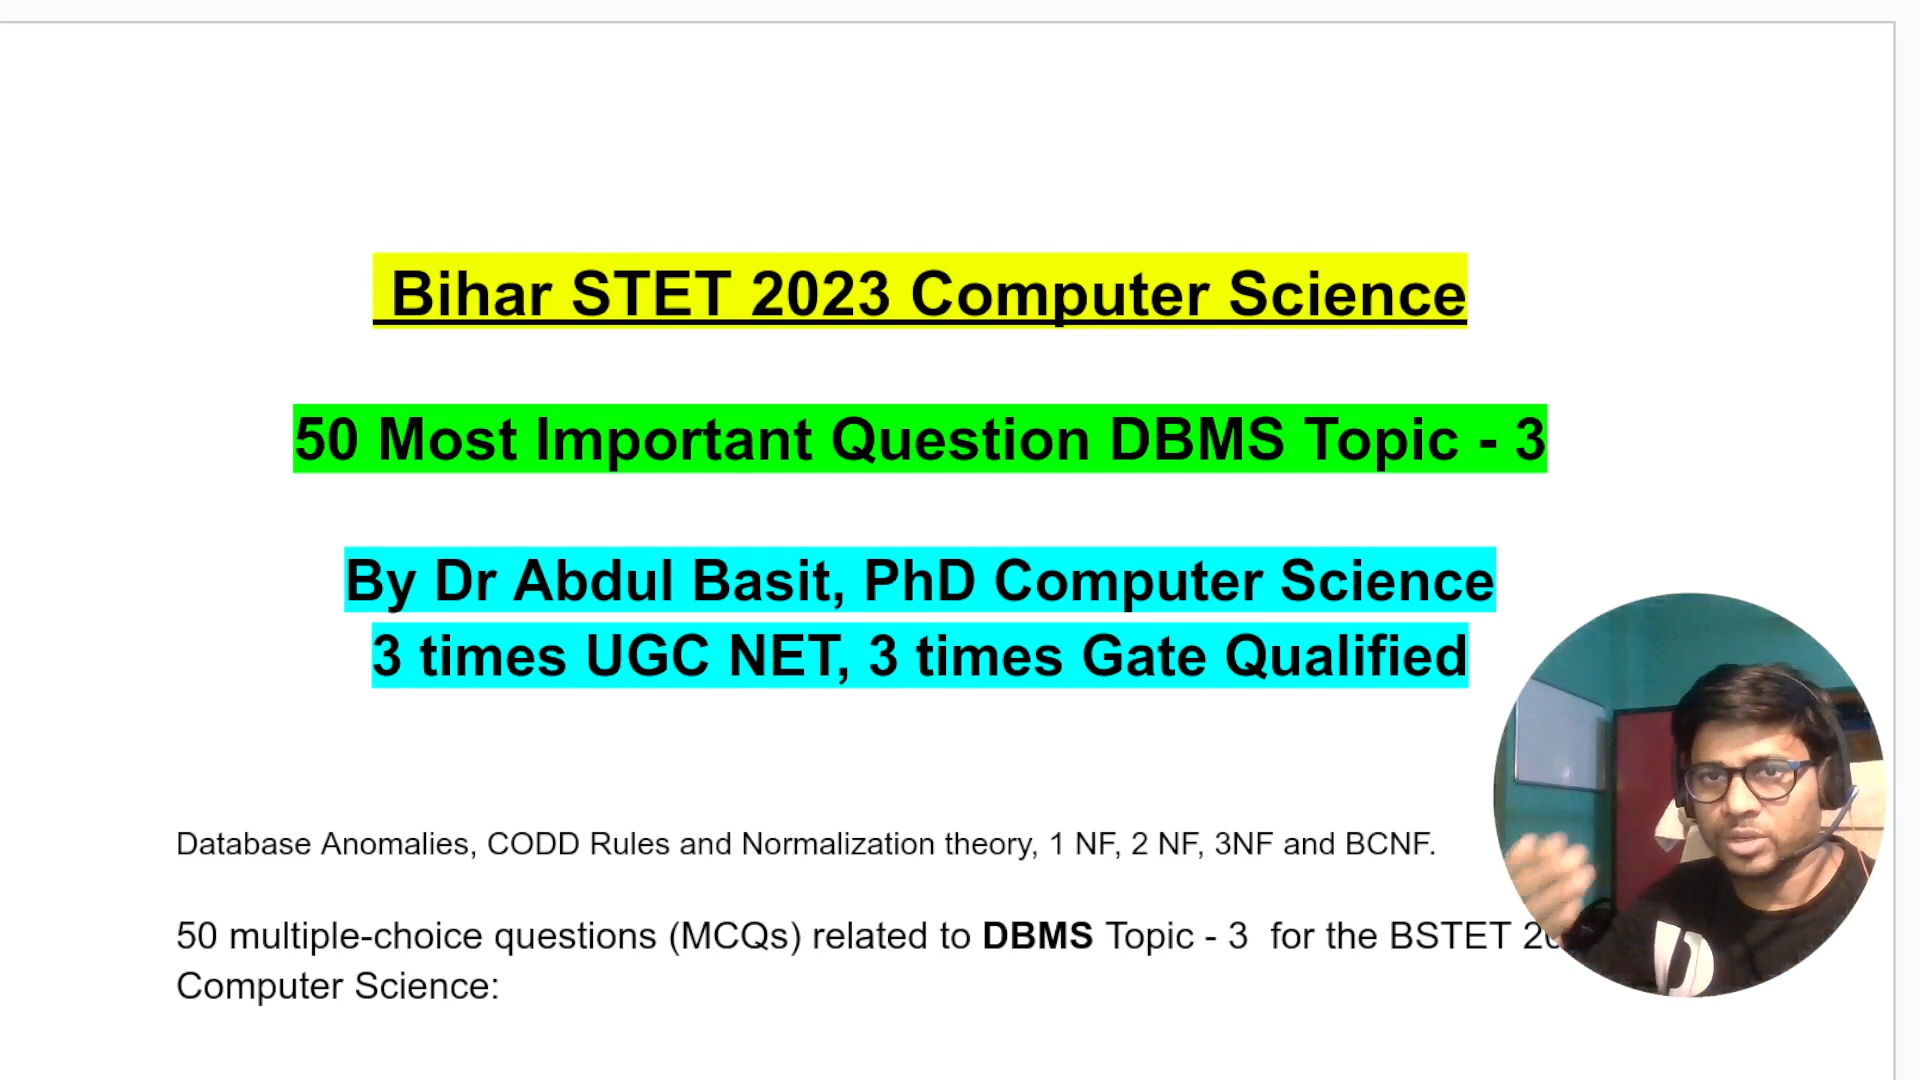 Bihar STET 2023 Computer Science
50 Most Important Question DBMS Topic - 3
By Dr Abdul Basit, PhD Computer Science
3 times UGC NET, 3 times Gate Qualified
Database Anomalies, CODD Rules and Normalization theory, 1 NF, 2 NF, 3NF and BCNF.
50 multiple-choice questions (MCQs) related to DBMS Topic - 3 for the BSTET
Computer Science: